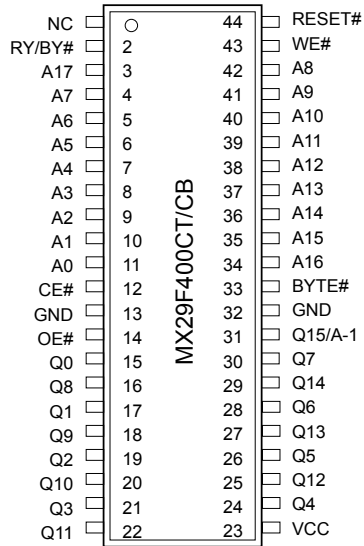 NC 44 RESET#
RY/BY# 2 43 WE#
A17 3 42 A8
A7 4 41 A9
A6 5 40 A10
A5 6 39 A11
A4 7 38 A12
A3 8 37 A13
A2 9 36 A14
A1 10 35 A15
A0 11 34 A16
CE# 12 33 BYTE#
GND 13 32 GND
OE# 14 31 Q15/A-1
Q0 15 30 Q7
Q8 16 29 Q14
Q1 17 28 Q6
Q9 18 27 Q13
Q2 19 26 Q5
Q10 20 25 Q12
Q3 21 24 Q4
Q11 22 23 VCC
MX29F400CT/CB